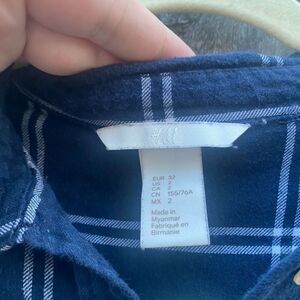 H&M
EUR 32
US 2
CA 2
CN 155/76A
MX 2
Made in
Myanmar
Fabriqué en
Birmanie